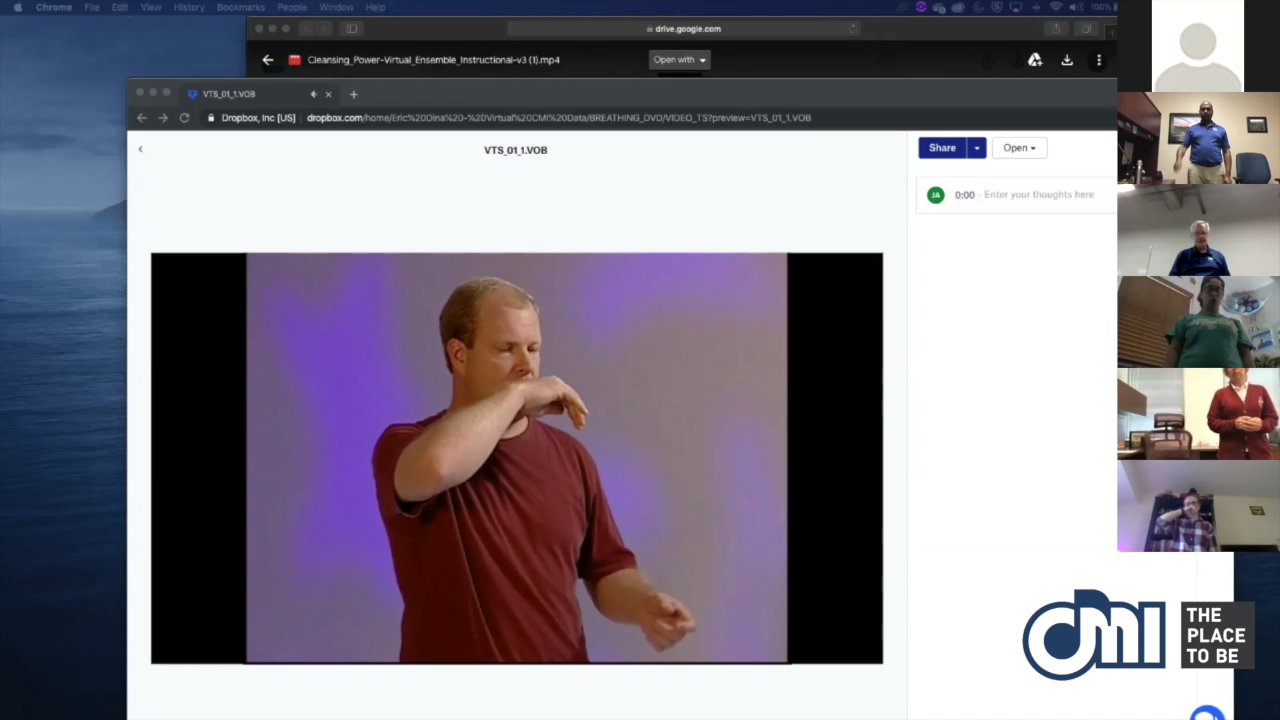 Chrome File Edit View History Bookmarks People Window Help
100%
drive.google.com
Cleansing_Power-Virtual_Ensemble_Instructional-v3 (1).mp4
Open with
VTS_01_1.VOB
Dropbox, Inc [US] dropbox.com/home/Eric%20Dina%20-%20Virtual%20CMI%20Data/BREATHING_DVD/VIDEO_TS?preview=VTS_01_1.VOB
VTS_01_1.VOB
Share
Open
JA 0:00 - Enter your thoughts here
cmi
THE
PLACE
TO BE